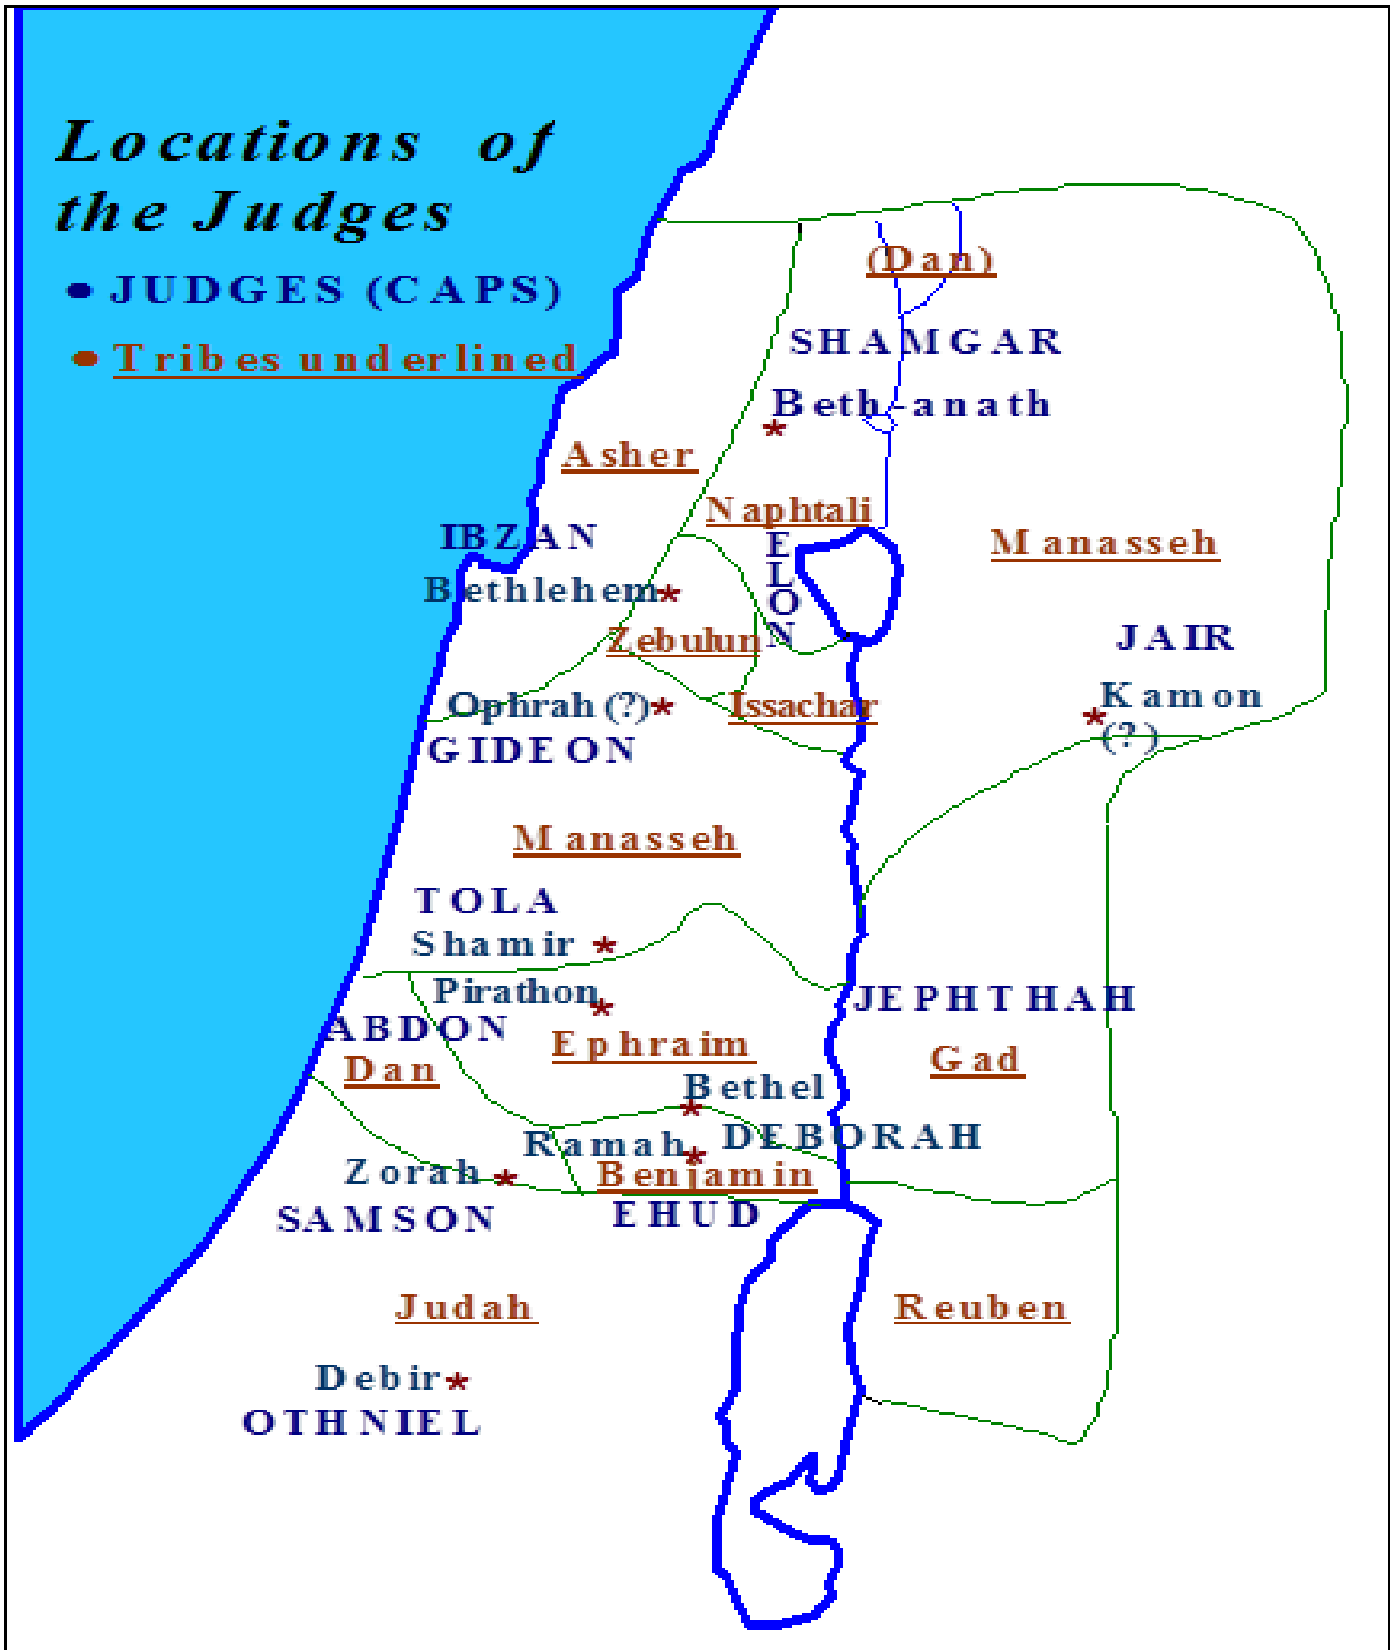 Locations of
the Judges
• JUDGES (CAPS)
• Tribes underlined
(Dan)
SHAMGAR
Beth-anath
Asher
Naphtali
IBZAN
ELON
Manasseh
Bethlehem
Zebulun
JAIR
Ophrah (?)
Issachar
Kamon
(?)
GIDEON
Manasseh
TOLA
Shamir
Pirathon
JEPHTHAH
ABDON
Ephraim
Gad
Dan
Bethel
Ramah
DEBORAH
Zorah
Benjamin
SAMSON
EHUD
Judah
Reuben
Debir
OTHNIEL